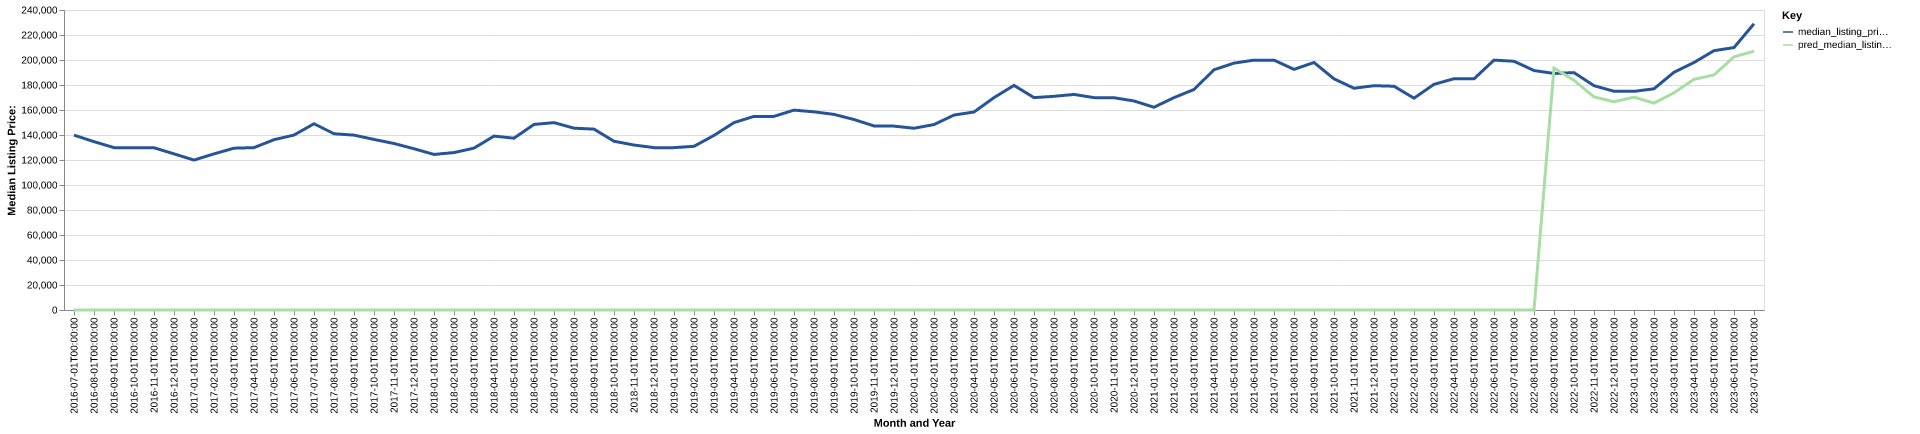 240,000
220,000
200,000
180,000
160,000
140,000
120,000
100,000
80,000
60,000
40,000
20,000
0
Median Listing Price:
2016-07-01T00:00:00
2016-08-01T00:00:00
2016-09-01T00:00:00
2016-10-01T00:00:00
2016-11-01T00:00:00
2016-12-01T00:00:00
2017-01-01T00:00:00
2017-02-01T00:00:00
2017-03-01T00:00:00
2017-04-01T00:00:00
2017-05-01T00:00:00
2017-06-01T00:00:00
2017-07-01T00:00:00
2017-08-01T00:00:00
2017-09-01T00:00:00
2017-10-01T00:00:00
2017-11-01T00:00:00
2017-12-01T00:00:00
2018-01-01T00:00:00
2018-02-01T00:00:00
2018-03-01T00:00:00
2018-04-01T00:00:00
2018-05-01T00:00:00
2018-06-01T00:00:00
2018-07-01T00:00:00
2018-08-01T00:00:00
2018-09-01T00:00:00
2018-10-01T00:00:00
2018-11-01T00:00:00
2018-12-01T00:00:00
2019-01-01T00:00:00
2019-02-01T00:00:00
2019-03-01T00:00:00
2019-04-01T00:00:00
2019-05-01T00:00:00
2019-06-01T00:00:00
2019-07-01T00:00:00
2019-08-01T00:00:00
2019-09-01T00:00:00
2019-10-01T00:00:00
2019-11-01T00:00:00
2019-12-01T00:00:00
2020-01-01T00:00:00
2020-02-01T00:00:00
2020-03-01T00:00:00
2020-04-01T00:00:00
2020-05-01T00:00:00
2020-06-01T00:00:00
2020-07-01T00:00:00
2020-08-01T00:00:00
2020-09-01T00:00:00
2020-10-01T00:00:00
2020-11-01T00:00:00
2020-12-01T00:00:00
2021-01-01T00:00:00
2021-02-01T00:00:00
2021-03-01T00:00:00
2021-04-01T00:00:00
2021-05-01T00:00:00
2021-06-01T00:00:00
2021-07-01T00:00:00
2021-08-01T00:00:00
2021-09-01T00:00:00
2021-10-01T00:00:00
2021-11-01T00:00:00
2021-12-01T00:00:00
2022-01-01T00:00:00
2022-02-01T00:00:00
2022-03-01T00:00:00
2022-04-01T00:00:00
2022-05-01T00:00:00
2022-06-01T00:00:00
2022-07-01T00:00:00
2022-08-01T00:00:00
2022-09-01T00:00:00
2022-10-01T00:00:00
2022-11-01T00:00:00
2022-12-01T00:00:00
2023-01-01T00:00:00
2023-02-01T00:00:00
2023-03-01T00:00:00
2023-04-01T00:00:00
2023-05-01T00:00:00
2023-06-01T00:00:00
2023-07-01T00:00:00
Month and Year
Key
median_listing_pri…
pred_median_listin…